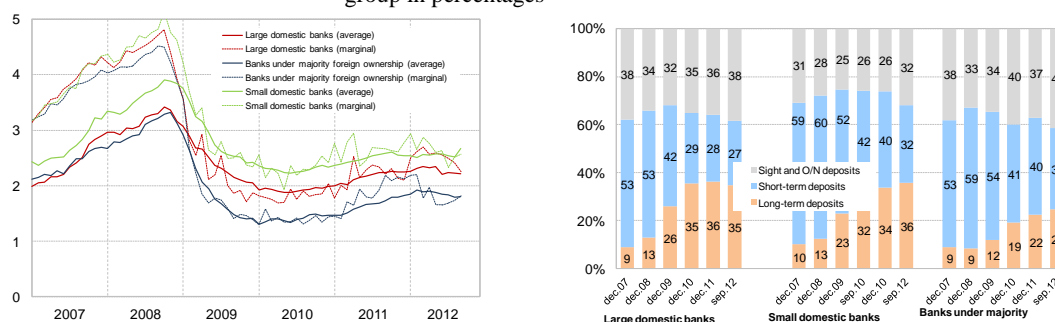 group in percentages
5
4
3
2
1
0
2007 2008 2009 2010 2011 2012
Large domestic banks (average)
Large domestic banks (marginal)
Banks under majority foreign ownership (average)
Banks under majority foreign ownership (marginal)
Small domestic banks (average)
Small domestic banks (marginal)
100%
80%
60%
40%
20%
0%
38 34 32 35 36 38
53 53 42 29 28 27
9 13 26 35 36 35
31 28 25 26 26 32
59 60 52 42 40 32
10 13 23 32 34 36
38 33 34 40 37
53 59 54 41 40
9 9 12 19 22
Sight and O/N deposits
Short-term deposits
Long-term deposits
dec.07 dec.08 dec.09 dec.10 dec.11 sep.12
dec.07 dec.08 dec.09 sep.10 dec.10 sep.12
dec.07 dec.08 dec.09 dec.10 dec.11 sep.12
Large domestic banks
Small domestic banks
Banks under majority